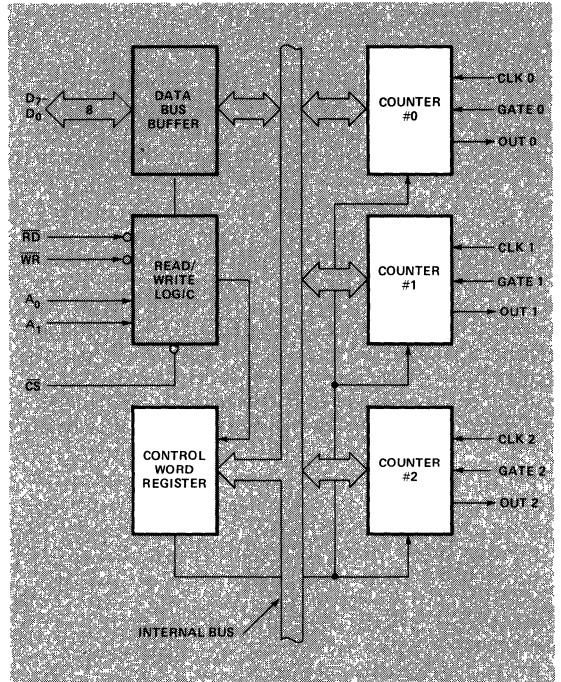 D7
D0
8
DATA
BUS
BUFFER
COUNTER
#0
CLK 0
GATE 0
OUT 0
RD
WR
A0
A1
CS
READ/
WRITE
LOGIC
COUNTER
#1
CLK 1
GATE 1
OUT 1
CONTROL
WORD
REGISTER
COUNTER
#2
CLK 2
GATE 2
OUT 2
INTERNAL BUS